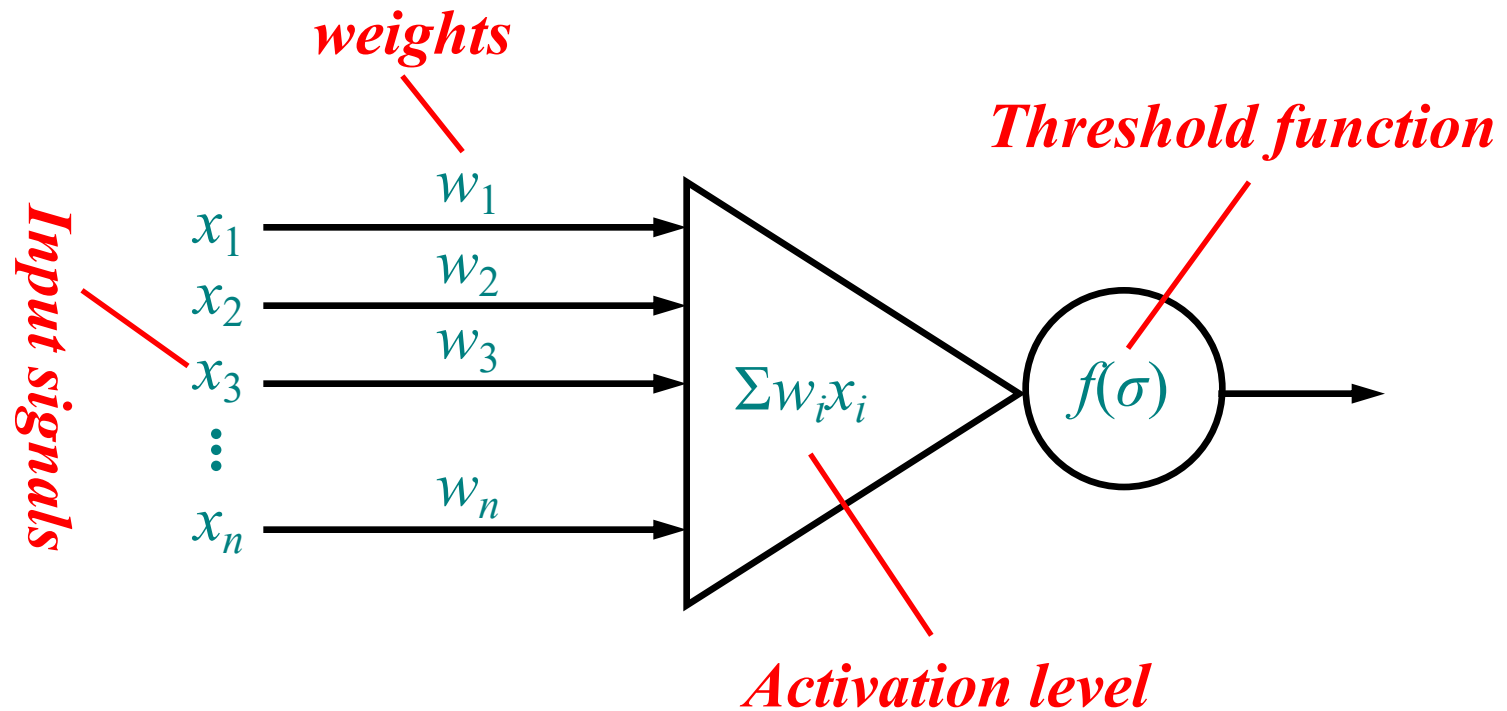 weights
Threshold function
Input signals
x₁
w₁
x₂
w₂
x₃
w₃
⋮
xₙ
wₙ
Σwᵢxᵢ
f(σ)
Activation level